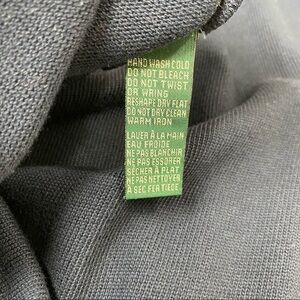 HAND WASH COLD
DO NOT BLEACH
DO NOT TWIST
OR WRING
RESHAPE DRY FLAT
DO NOT DRY CLEAN
WARM IRON
LAVER À LA MAIN
EAU FROIDE
NE PAS BLANCHIR
NE PAS ESSORER
SÉCHER À PLAT
NE PAS NETTOYER
À SEC FER TIEDE